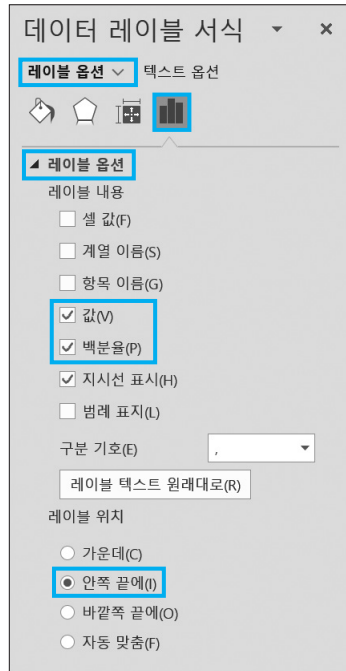 데이터 레이블 서식
레이블 옵션 텍스트 옵션
레이블 옵션
레이블 내용
셀 값(F)
계열 이름(S)
항목 이름(G)
값(V)
백분율(P)
지시선 표시(H)
범례 표지(L)
구분 기호(E) ,
레이블 텍스트 원래대로(R)
레이블 위치
가운데(C)
안쪽 끝에(I)
바깥쪽 끝에(O)
자동 맞춤(F)